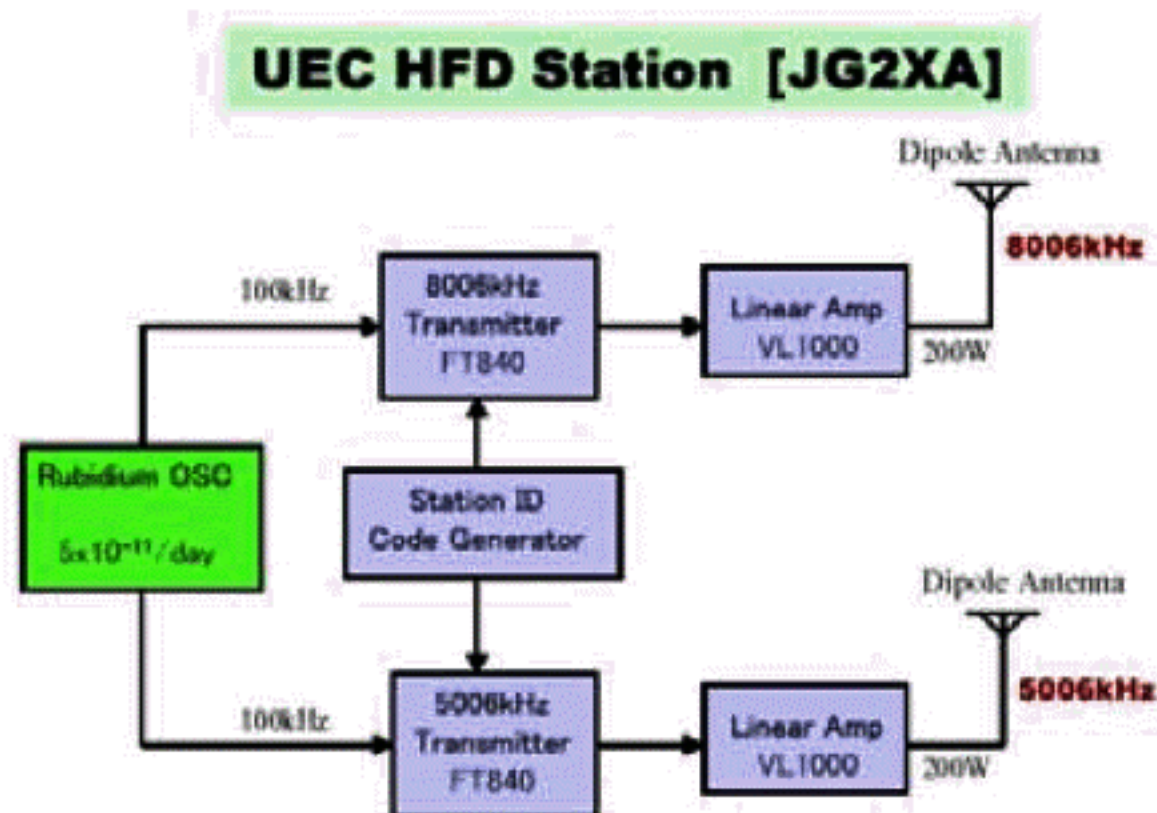 UEC HFD Station [JG2XA]
Dipole Antenna
8006kHz
100kHz
8006kHz
Transmitter
FT840
Linear Amp
VL1000
200W
Rubidium OSC
5x10⁻¹¹/day
Station ID
Code Generator
Dipole Antenna
5006kHz
100kHz
5006kHz
Transmitter
FT840
Linear Amp
VL1000
200W